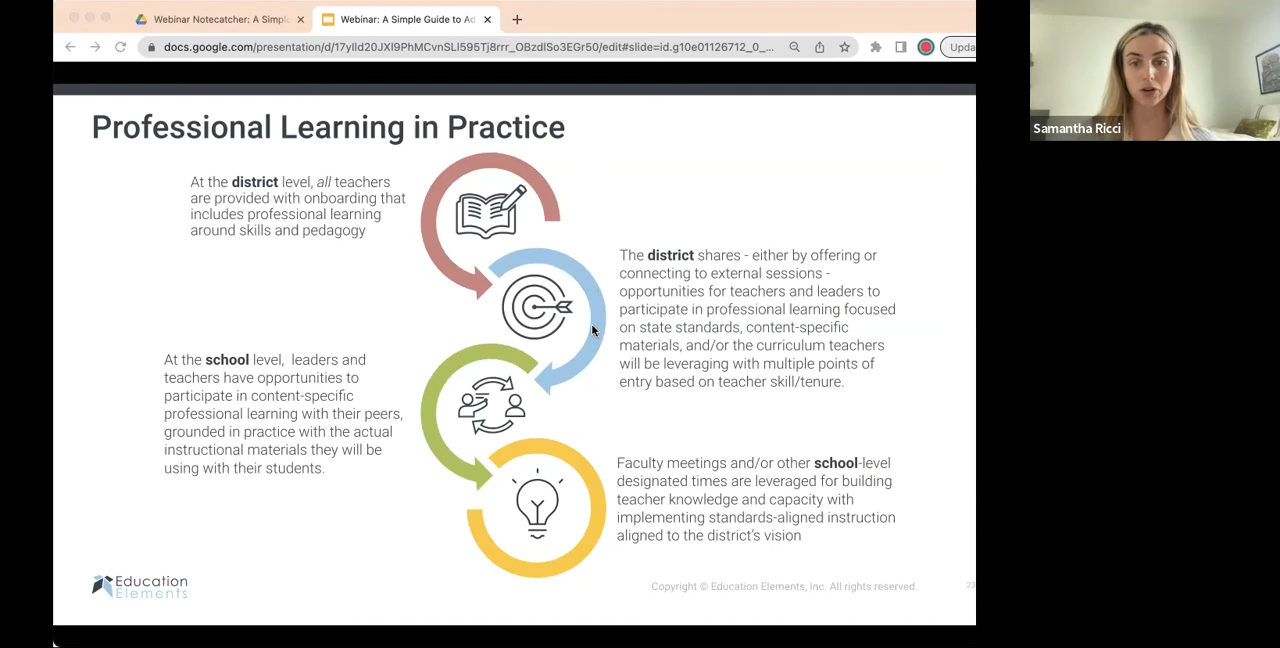 Webinar Notecatcher: A Simpl
Webinar: A Simple Guide to Ad
docs.google.com/presentation/d/17yIld20JXI9PhMCvnSLl595Tj8rrr_OBzdlSo3EGr50/edit#slide=id.g10e01126712_0_...
Upda
Samantha Ricci
Professional Learning in Practice
At the district level, all teachers
are provided with onboarding that
includes professional learning
around skills and pedagogy
The district shares - either by offering or
connecting to external sessions -
opportunities for teachers and leaders to
participate in professional learning focused
on state standards, content-specific
materials, and/or the curriculum teachers
will be leveraging with multiple points of
entry based on teacher skill/tenure.
At the school level, leaders and
teachers have opportunities to
participate in content-specific
professional learning with their peers,
grounded in practice with the actual
instructional materials they will be
using with their students.
Faculty meetings and/or other school-level
designated times are leveraged for building
teacher knowledge and capacity with
implementing standards-aligned instruction
aligned to the district's vision
Education
Elements
Copyright © Education Elements, Inc. All rights reserved.